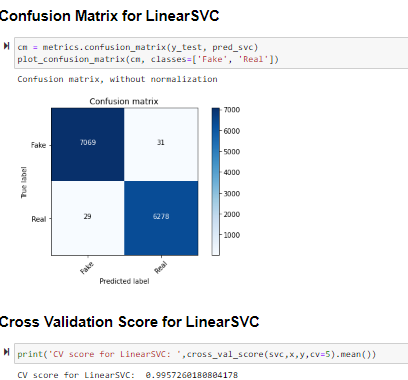 Confusion Matrix for LinearSVC
cm = metrics.confusion_matrix(y_test, pred_svc)
plot_confusion_matrix(cm, classes=['Fake', 'Real'])
Confusion matrix, without normalization
Confusion matrix
7000
6000
5000
4000
3000
2000
1000
True label
Fake
7069
31
Real
29
6278
Fake
Real
Predicted label
Cross Validation Score for LinearSVC
print('CV score for LinearSVC: ',cross_val_score(svc,x,y,cv=5).mean())
CV score for LinearSVC: 0.9957260180804178